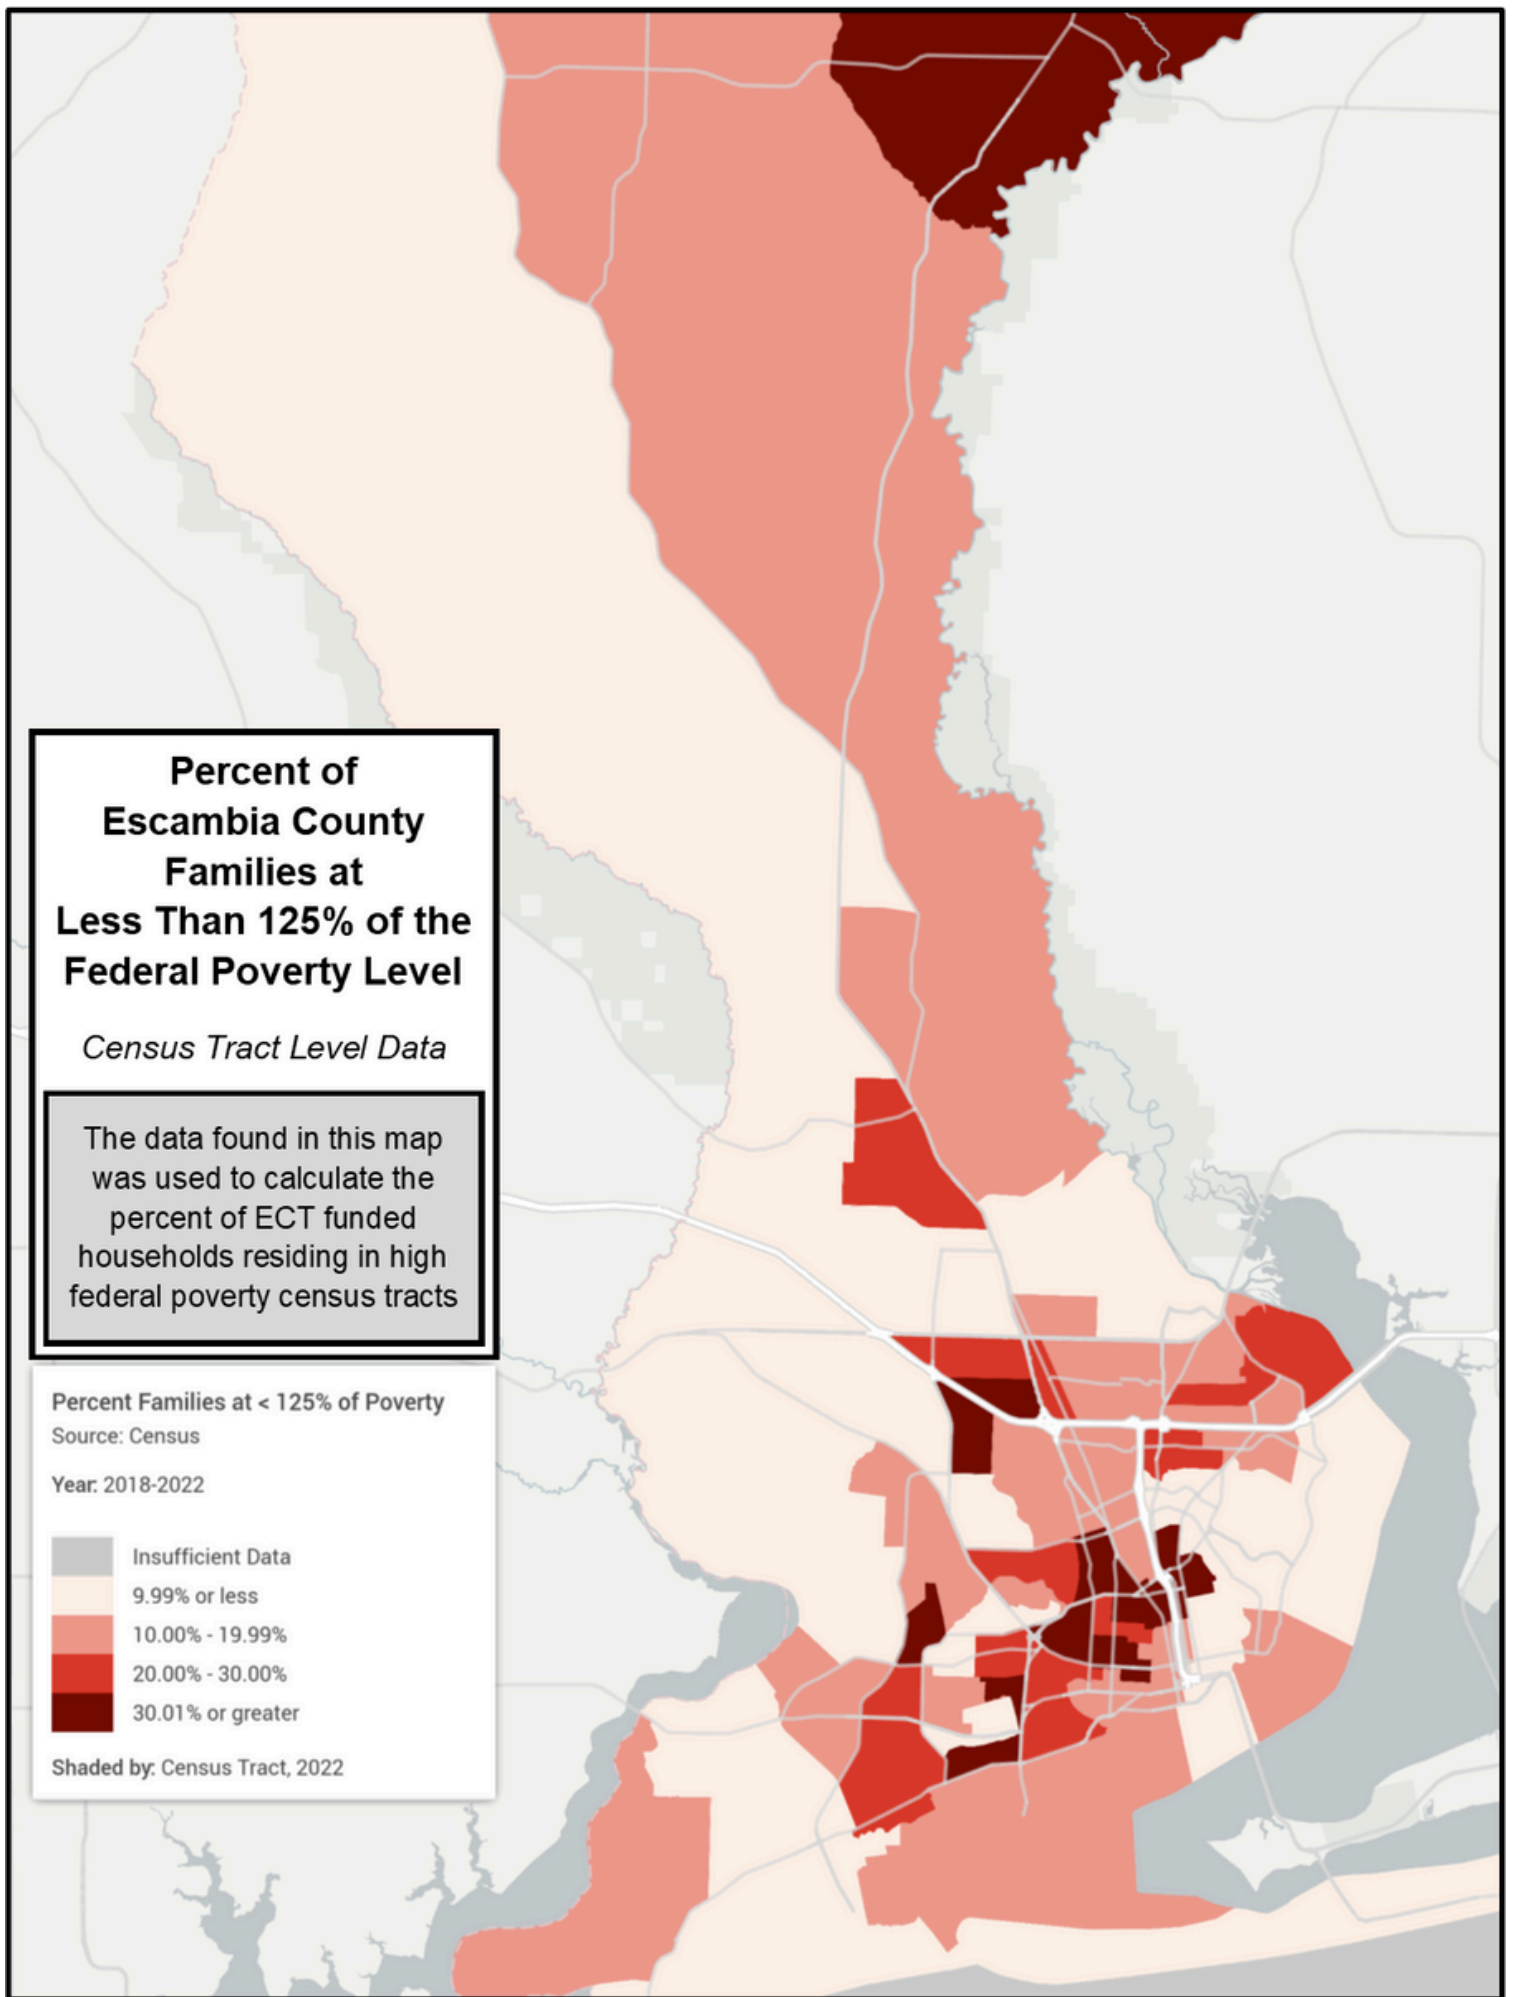 Percent of
Escambia County
Families at
Less Than 125% of the
Federal Poverty Level
Census Tract Level Data
The data found in this map
was used to calculate the
percent of ECT funded
households residing in high
federal poverty census tracts
Percent Families at < 125% of Poverty
Source: Census
Year: 2018-2022
Insufficient Data
9.99% or less
10.00% - 19.99%
20.00% - 30.00%
30.01% or greater
Shaded by: Census Tract, 2022